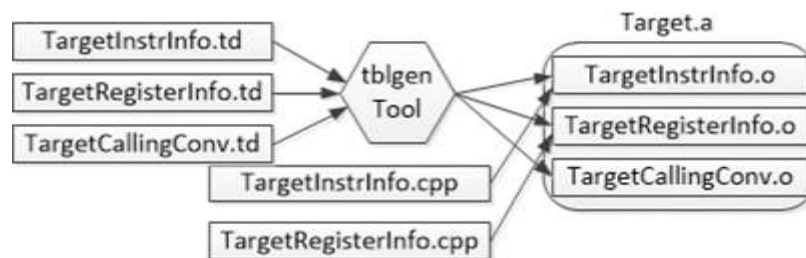 Target.a
TargetInstrInfo.td
TargetRegisterInfo.td
TargetCallingConv.td
tblgen
Tool
TargetInstrInfo.o
TargetRegisterInfo.o
TargetCallingConv.o
TargetInstrInfo.cpp
TargetRegisterInfo.cpp